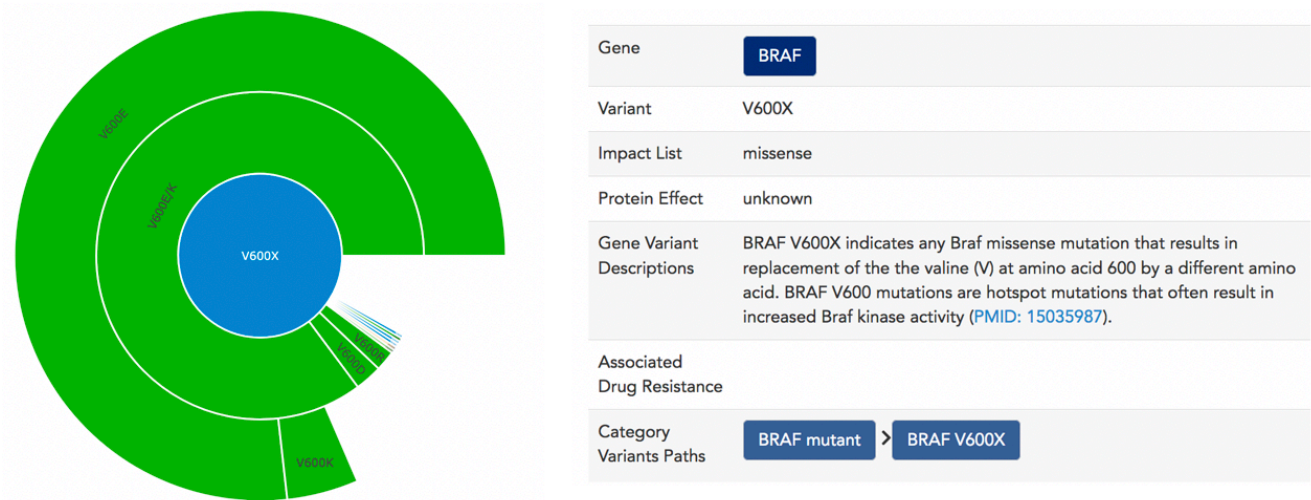 V600E
V600E/K
V600X
V600R
V600D
V600K
Gene BRAF
Variant V600X
Impact List missense
Protein Effect unknown
Gene Variant
Descriptions
BRAF V600X indicates any Braf missense mutation that results in
replacement of the the valine (V) at amino acid 600 by a different amino
acid. BRAF V600 mutations are hotspot mutations that often result in
increased Braf kinase activity (PMID: 15035987).
Associated
Drug Resistance
Category
Variants Paths
BRAF mutant > BRAF V600X